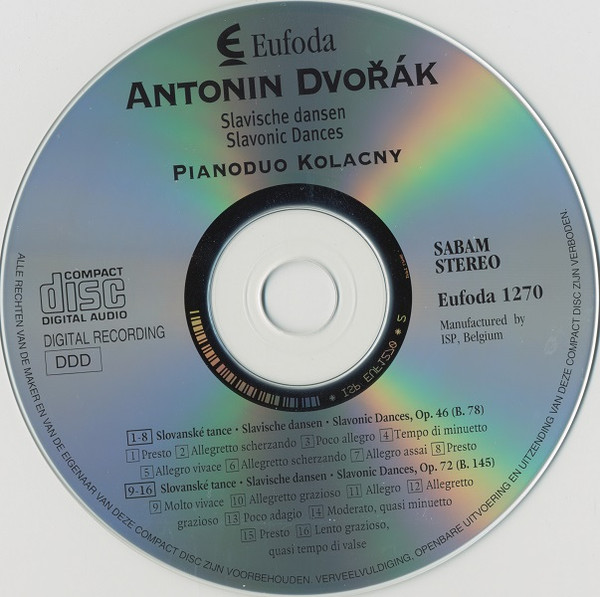 Eufoda
ANTONIN DVOŘÁK
Slavische dansen
Slavonic Dances
PIANODUO KOLACNY
COMPACT
disc
DIGITAL AUDIO
DIGITAL RECORDING
DDD
SABAM
STEREO
Eufoda 1270
Manufactured by
ISP, Belgium
1-8 Slovanské tance · Slavische dansen · Slavonic Dances, Op. 46 (B. 78)
1 Presto 2 Allegretto scherzando 3 Poco allegro 4 Tempo di minuetto
5 Allegro vivace 6 Allegretto scherzando 7 Allegro assai 8 Presto
9-16 Slovanské tance · Slavische dansen · Slavonic Dances, Op. 72 (B. 145)
9 Molto vivace 10 Allegretto grazioso 11 Allegro 12 Allegretto
grazioso 13 Poco adagio 14 Moderato, quasi minuetto
15 Presto 16 Lento grazioso,
quasi tempo di valse
ALLE RECHTEN VAN DE MAKER EN VAN DE EIGENAAR VAN DEZE COMPACT DISC ZIJN VOORBEHOUDEN. VERVEELVULDIGING, OPENBARE UITVOERING EN UITZENDING VAN DEZE COMPACT DISC ZIJN VERBODEN.